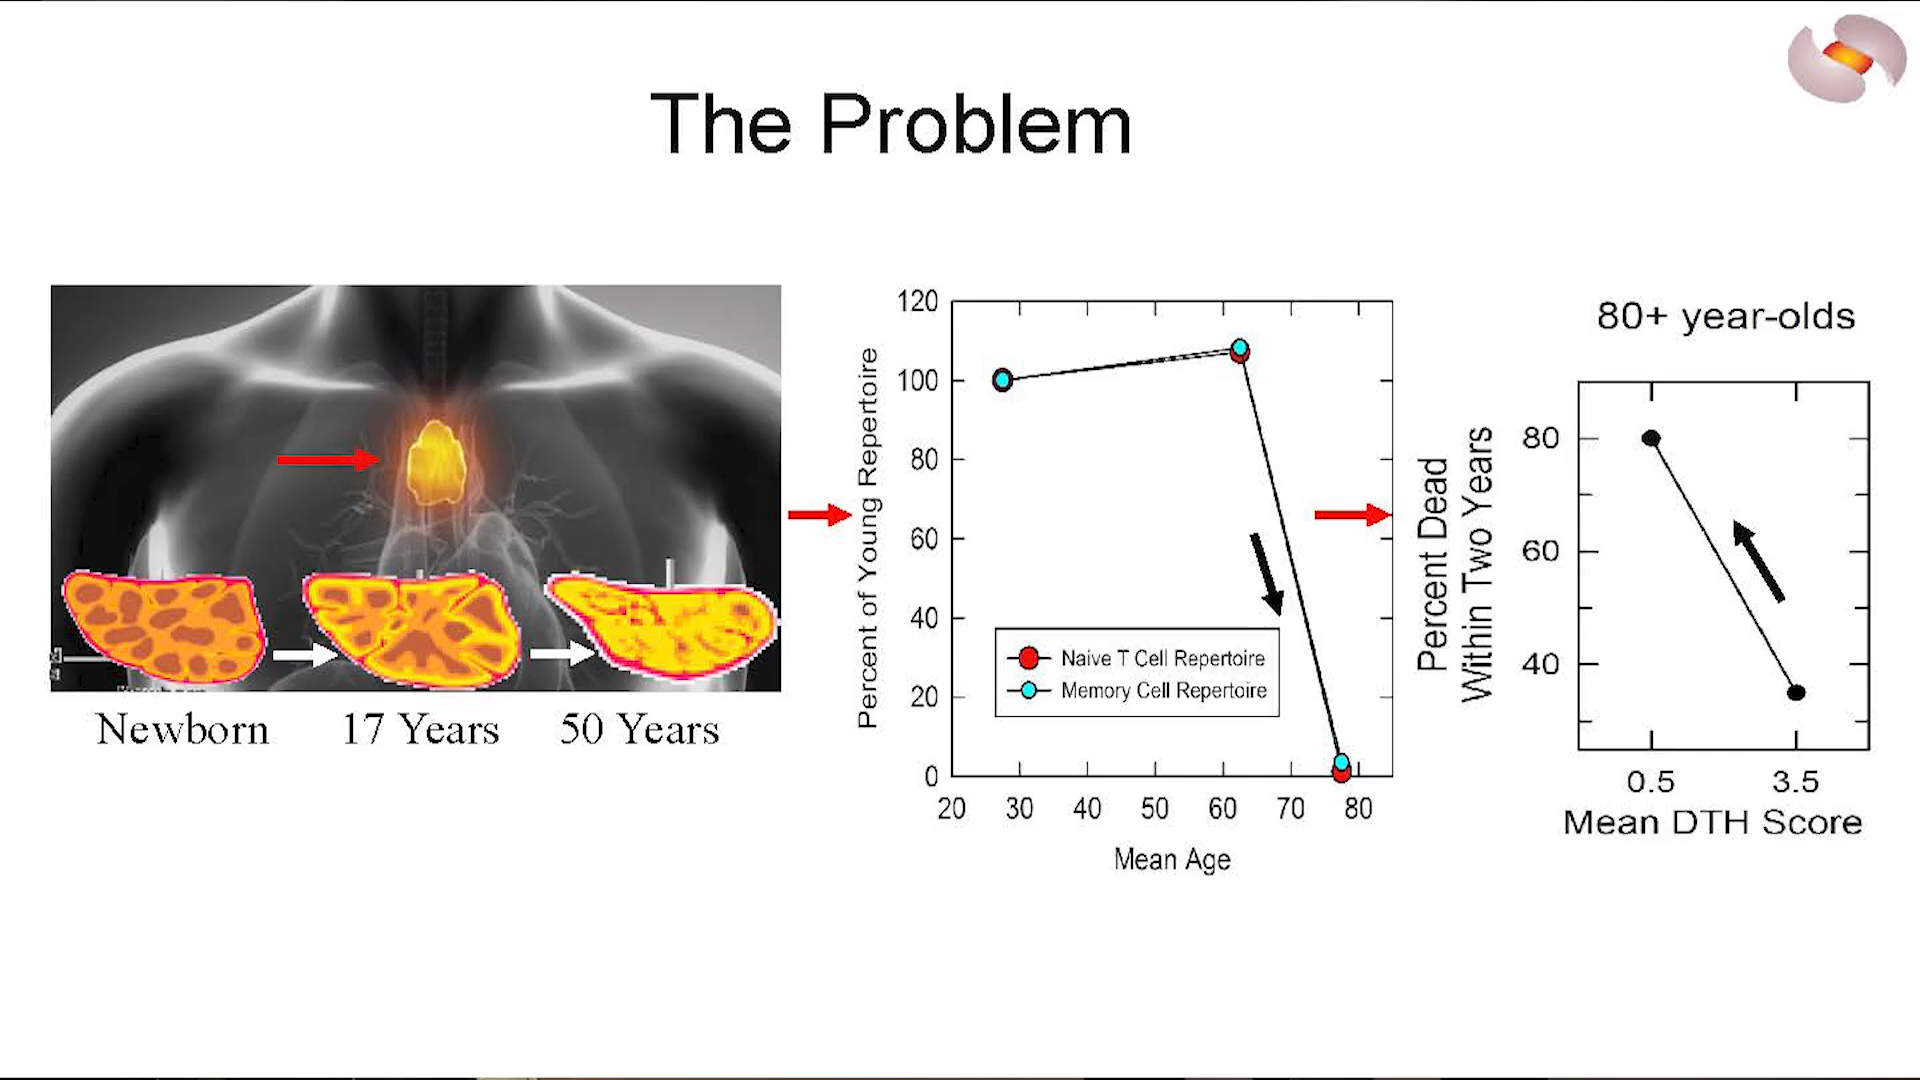 The Problem
Newborn
17 Years
50 Years
Percent of Young Repertoire
120
100
80
60
40
20
0
20 30 40 50 60 70 80
Mean Age
Naive T Cell Repertoire
Memory Cell Repertoire
80+ year-olds
Percent Dead
Within Two Years
80
60
40
0.5 3.5
Mean DTH Score